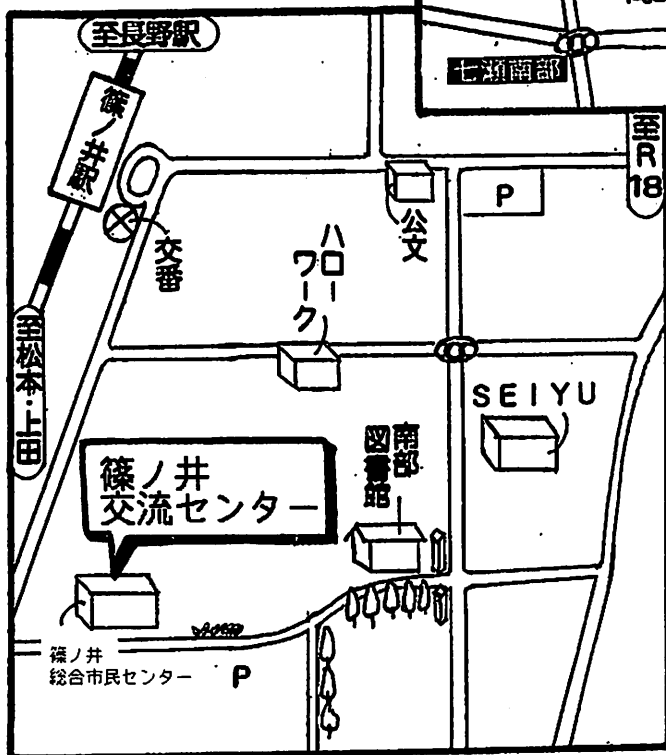 七瀬南部
至長野駅
篠ノ井駅
至R18
P
公文
交番
ハロー
ワーク
至松本・上田
SEIYU
南部
図書館
篠ノ井
交流センター
篠ノ井
総合市民センター
P